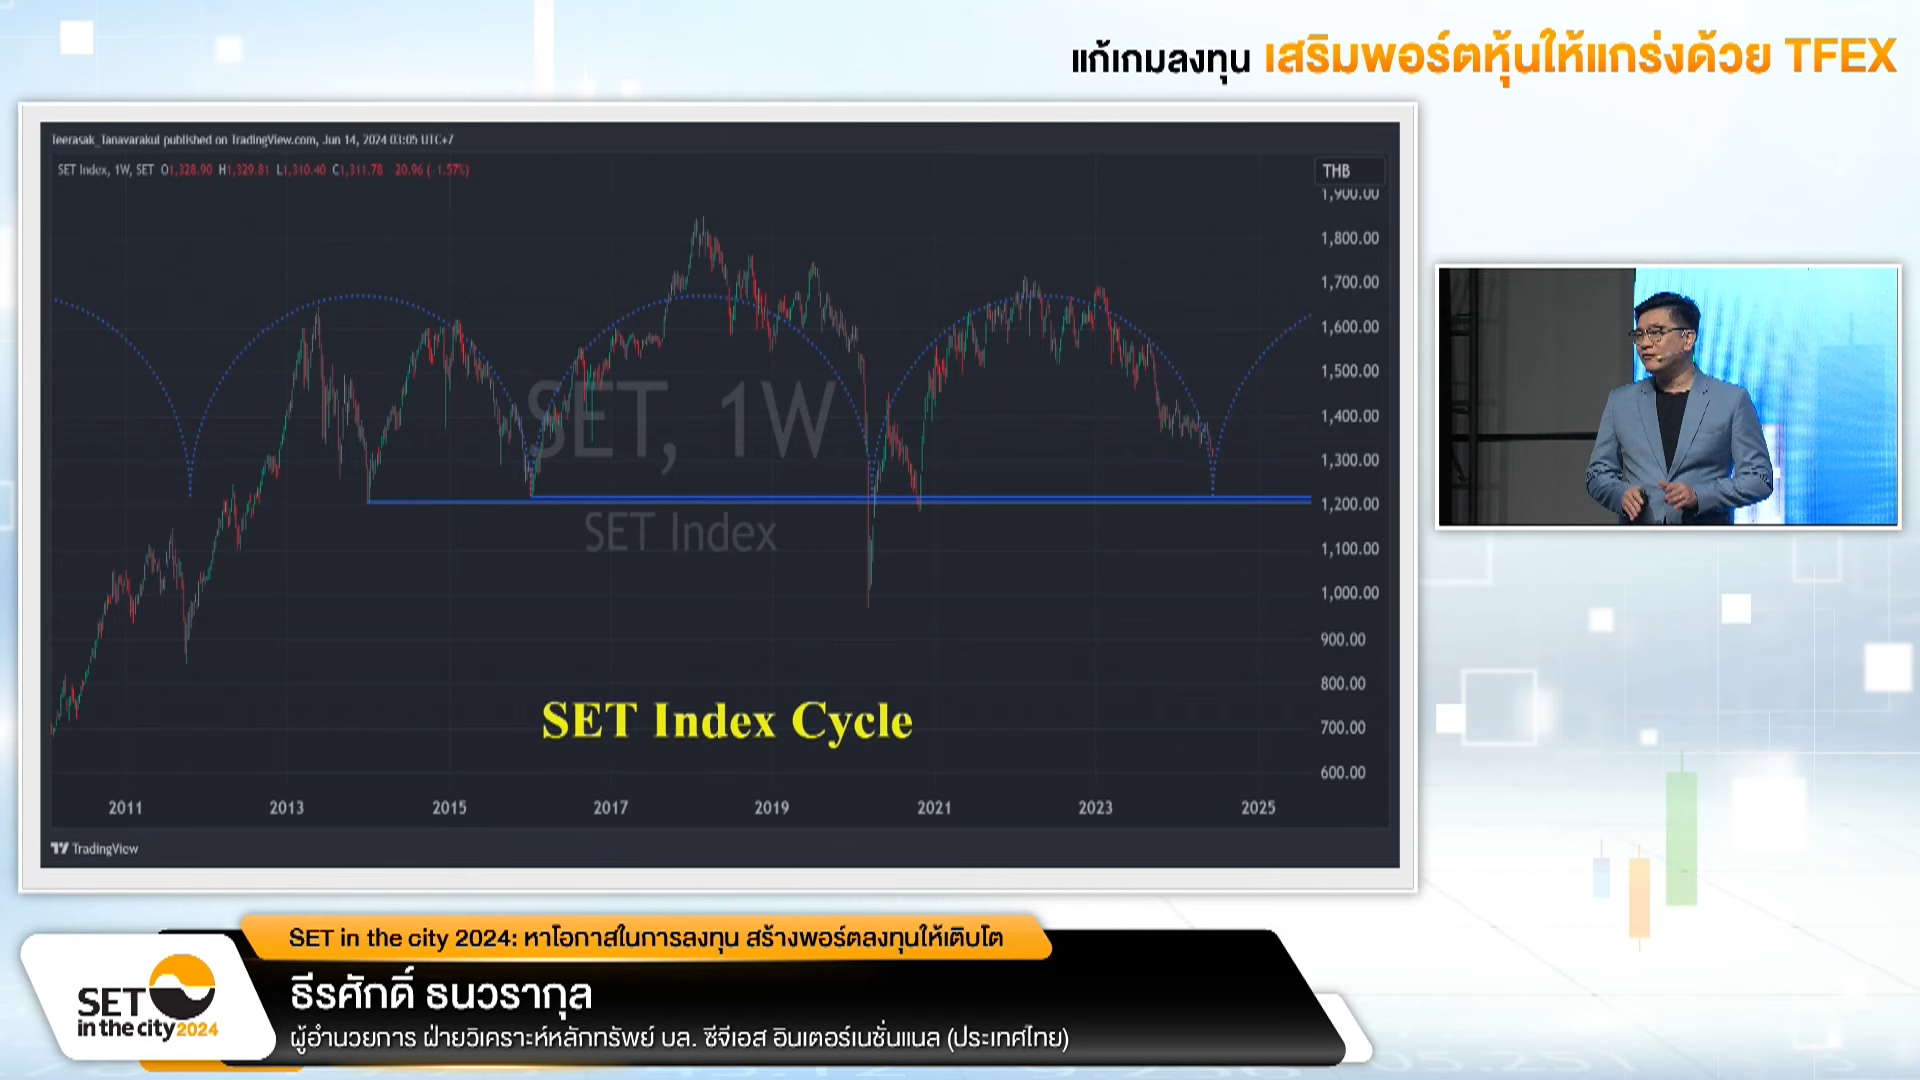 แก้เกมลงทุน เสริมพอร์ตหุ้นให้แกร่งด้วย TFEX
Teerasak_Tanavarakul published on TradingView.com, Jun 14, 2024 03:05 UTC+7
SET Index, 1W, SET O1,328.90 H1,329.81 L1,310.40 C1,311.78 20.96 ( 1.57%)
THB
1,900.00
1,800.00
1,700.00
1,600.00
1,500.00
1,400.00
1,300.00
1,200.00
1,100.00
1,000.00
900.00
800.00
700.00
600.00
SET, 1W
SET Index
SET Index Cycle
2011 2013 2015 2017 2019 2021 2023 2025
TradingView
SET in the city 2024: หาโอกาสในการลงทุน สร้างพอร์ตลงทุนให้เติบโต
SET
in the city 2024
ธีรศักดิ์ ธนวรากุล
ผู้อำนวยการ ฝ่ายวิเคราะห์หลักทรัพย์ บล. ซีจีเอส อินเตอร์เนชั่นแนล (ประเทศไทย)